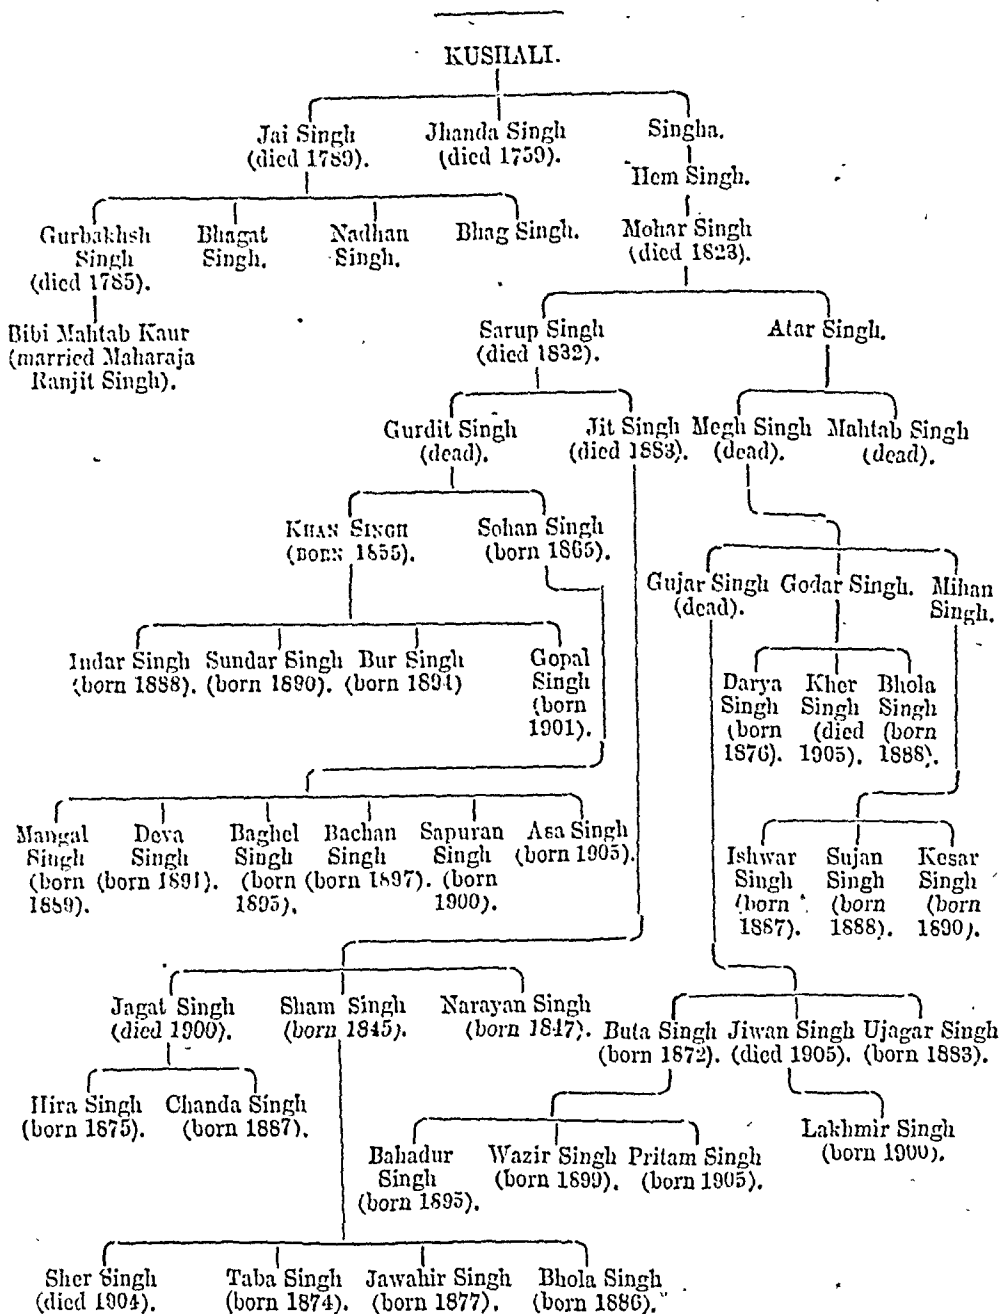 KUSHALI.
Jai Singh
(died 1789).
Jhanda Singh
(died 1759).
Singha.
Hem Singh.
Gurbakhsh
Singh
(died 1785).
Bhagat
Singh.
Nadhan
Singh.
Bhag Singh.
Mohar Singh
(died 1823).
Bibi Mahtab Kaur
(married Maharaja
Ranjit Singh).
Sarup Singh
(died 1832).
Atar Singh.
Gurdit Singh
(dead).
Jit Singh
(died 1883).
Megh Singh
(dead).
Mahtab Singh
(dead).
KHAN SINGH
(BORN 1855).
Sohan Singh
(born 1865).
Gujar Singh
(dead).
Godar Singh.
Mihan
Singh.
Indar Singh
(born 1888).
Sundar Singh
(born 1890).
Bur Singh
(born 1894)
Gopal
Singh
(born
1901).
Darya
Singh
(born
1876).
Kher
Singh
(died
1905).
Bhola
Singh
(born
1888).
Mangal
Singh
(born
1889).
Deva
Singh
(born 1891).
Baghel
Singh
(born
1895).
Bachan
Singh
(born 1897).
Sapuran
Singh
(born
1900).
Asa Singh
(born 1905).
Ishwar
Singh
(born
1887).
Sujan
Singh
(born
1888).
Kesar
Singh
(born
1890).
Jagat Singh
(died 1900).
Sham Singh
(born 1845).
Narayan Singh
(born 1847).
Buta Singh
(born 1872).
Jiwan Singh
(died 1905).
Ujagar Singh
(born 1883).
Hira Singh
(born 1875).
Chanda Singh
(born 1887).
Bahadur
Singh
(born 1895).
Wazir Singh
(born 1899).
Pritam Singh
(born 1905).
Lakhmir Singh
(born 1900).
Sher Singh
(died 1904).
Taba Singh
(born 1874).
Jawahir Singh
(born 1877).
Bhola Singh
(born 1886).